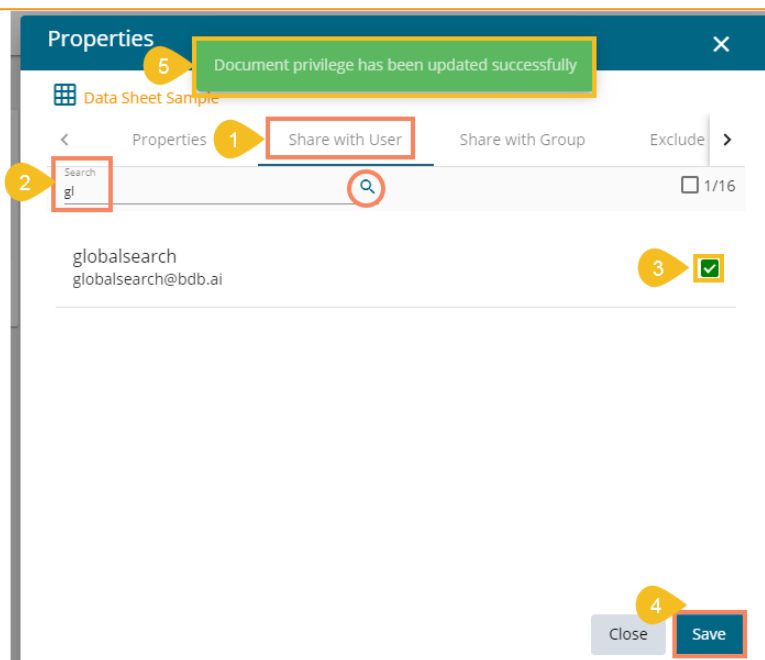 Properties
5
Document privilege has been updated successfully
Data Sheet Sample
Properties
1
Share with User
Share with Group
Exclude
2
Search
gl
1/16
globalsearch
globalsearch@bdb.ai
3
4
Close
Save